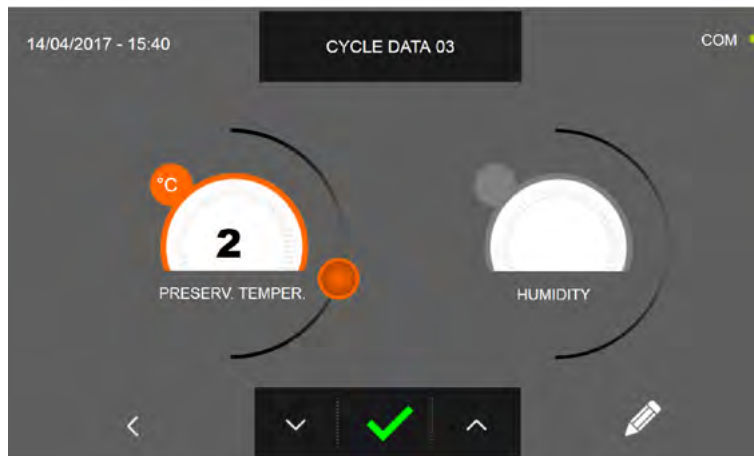 14/04/2017 - 15:40
CYCLE DATA 03
COM
°C
2
PRESERV. TEMPER.
HUMIDITY